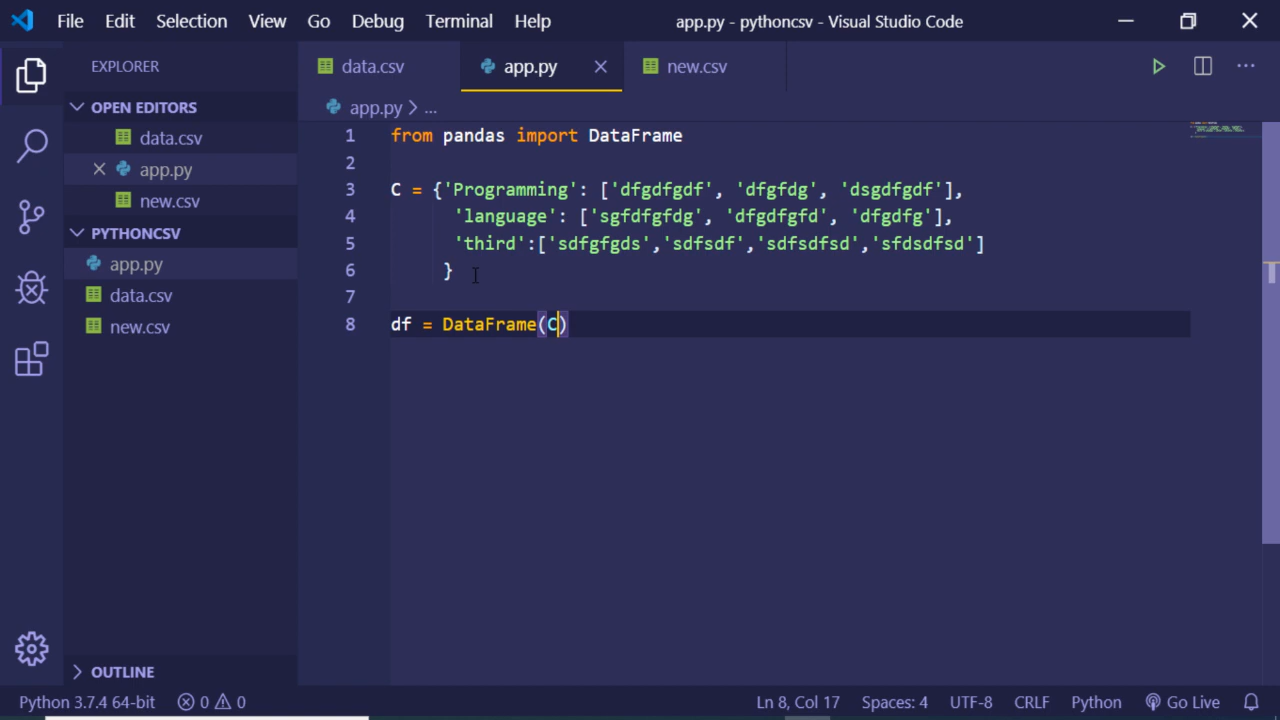 File Edit Selection View Go Debug Terminal Help app.py - pythoncsv - Visual Studio Code
EXPLORER
OPEN EDITORS
data.csv
app.py
new.csv
PYTHONCSV
app.py
data.csv
new.csv
OUTLINE
data.csv app.py new.csv
app.py > ...
1 from pandas import DataFrame
2
3 C = {'Programming': ['dfgdfgdf', 'dfgfdg', 'dsgdfgdf'],
4 'language': ['sgfdfgfdg', 'dfgdfgfd', 'dfgdfg'],
5 'third':['sdfgfgds','sdfsdf','sdfsdfsd','sfdsdfsd']
6 }
7
8 df = DataFrame(C)
Python 3.7.4 64-bit 0 0 Ln 8, Col 17 Spaces: 4 UTF-8 CRLF Python Go Live